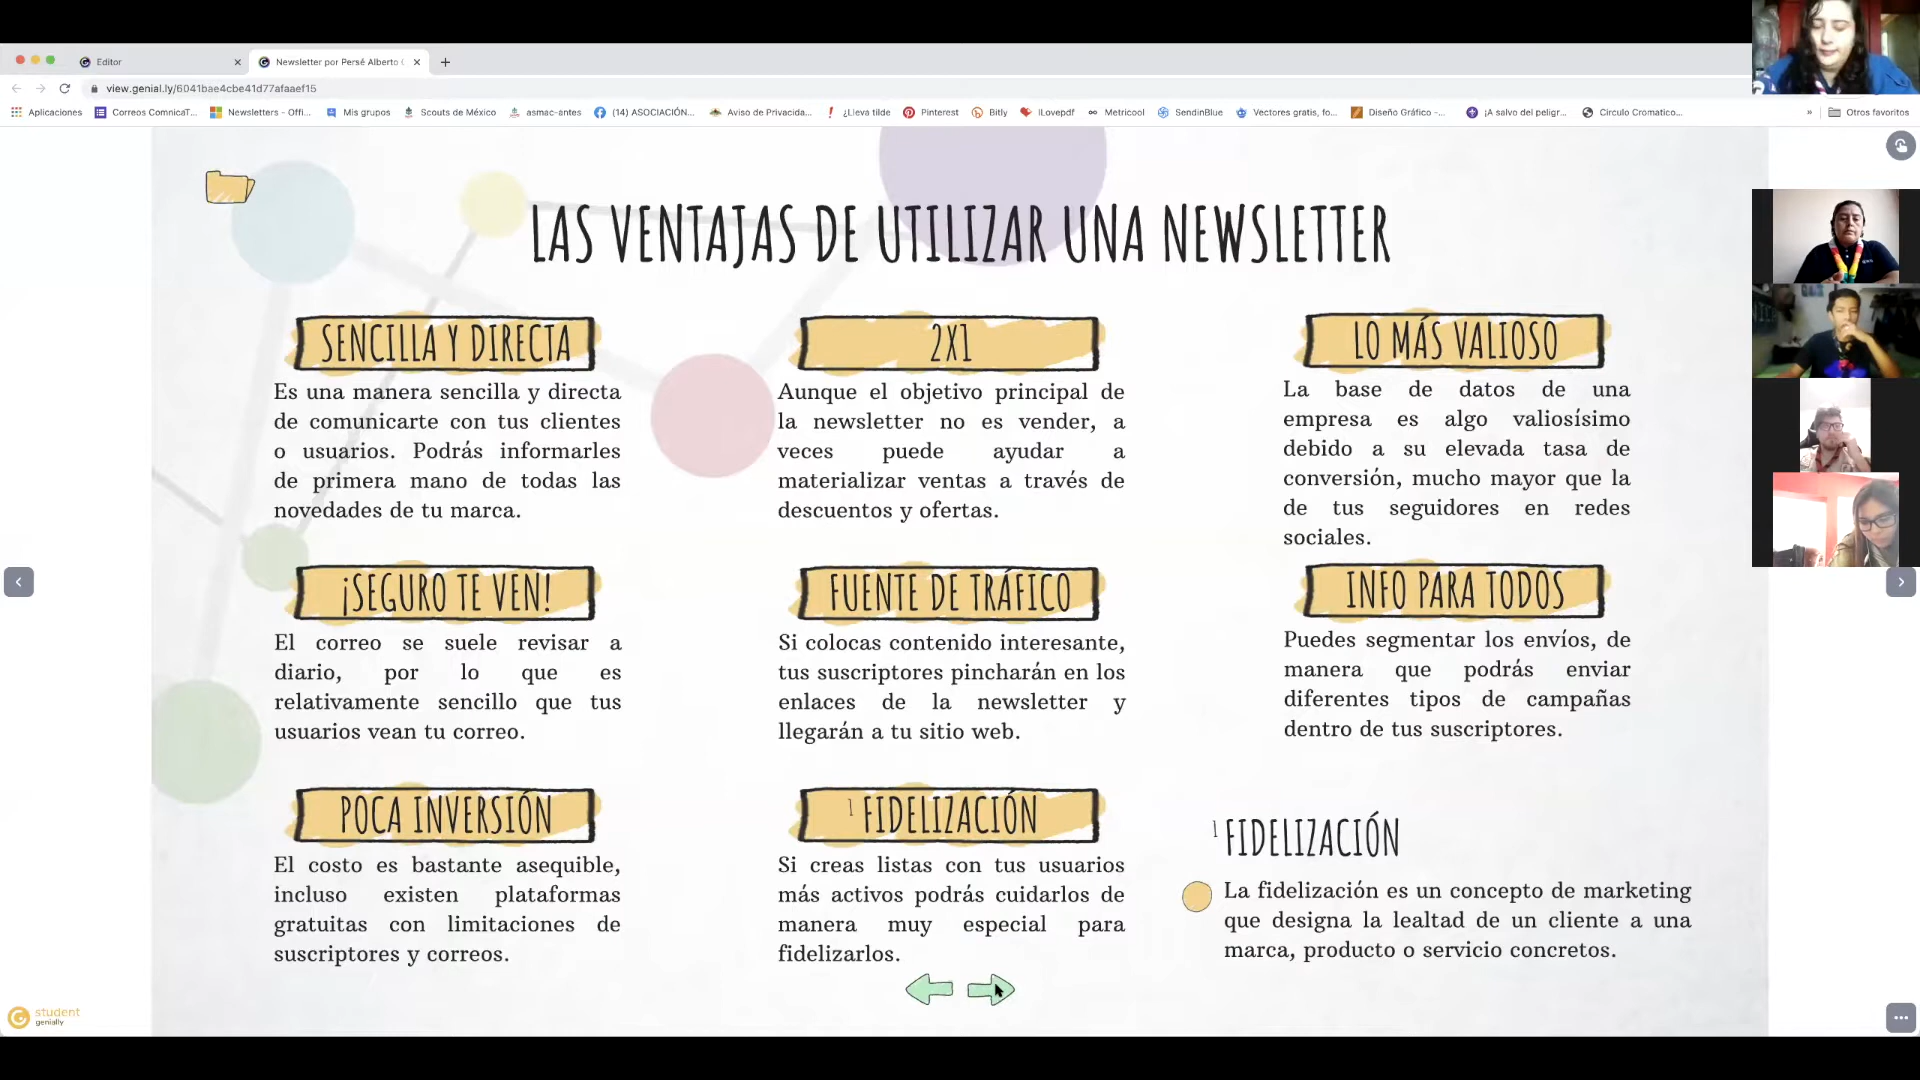 Editor
Newsletter por Persé Alberto
view.genial.ly/6041bae4cbe41d77afaaef15
Aplicaciones
Correos ComnicaT...
Newsletters - Offi...
Mis grupos
Scouts de México
asmac-antes
(14) ASOCIACIÓN...
Aviso de Privacida...
¿Lleva tilde
Pinterest
Bitly
ILovepdf
Metricool
SendinBlue
Vectores gratis, fo...
Diseño Gráfico -...
¡A salvo del peligr...
Circulo Cromatico...
»
Otros favoritos
LAS VENTAJAS DE UTILIZAR UNA NEWSLETTER
SENCILLA Y DIRECTA
Es una manera sencilla y directa
de comunicarte con tus clientes
o usuarios. Podrás informarles
de primera mano de todas las
novedades de tu marca.
2X1
Aunque el objetivo principal de
la newsletter no es vender, a
veces puede ayudar a
materializar ventas a través de
descuentos y ofertas.
LO MÁS VALIOSO
La base de datos de una
empresa es algo valiosísimo
debido a su elevada tasa de
conversión, mucho mayor que la
de tus seguidores en redes
sociales.
¡SEGURO TE VEN!
El correo se suele revisar a
diario, por lo que es
relativamente sencillo que tus
usuarios vean tu correo.
FUENTE DE TRÁFICO
Si colocas contenido interesante,
tus suscriptores pincharán en los
enlaces de la newsletter y
llegarán a tu sitio web.
INFO PARA TODOS
Puedes segmentar los envíos, de
manera que podrás enviar
diferentes tipos de campañas
dentro de tus suscriptores.
POCA INVERSIÓN
El costo es bastante asequible,
incluso existen plataformas
gratuitas con limitaciones de
suscriptores y correos.
1 FIDELIZACIÓN
Si creas listas con tus usuarios
más activos podrás cuidarlos de
manera muy especial para
fidelizarlos.
1 FIDELIZACIÓN
La fidelización es un concepto de marketing
que designa la lealtad de un cliente a una
marca, producto o servicio concretos.
student
genially